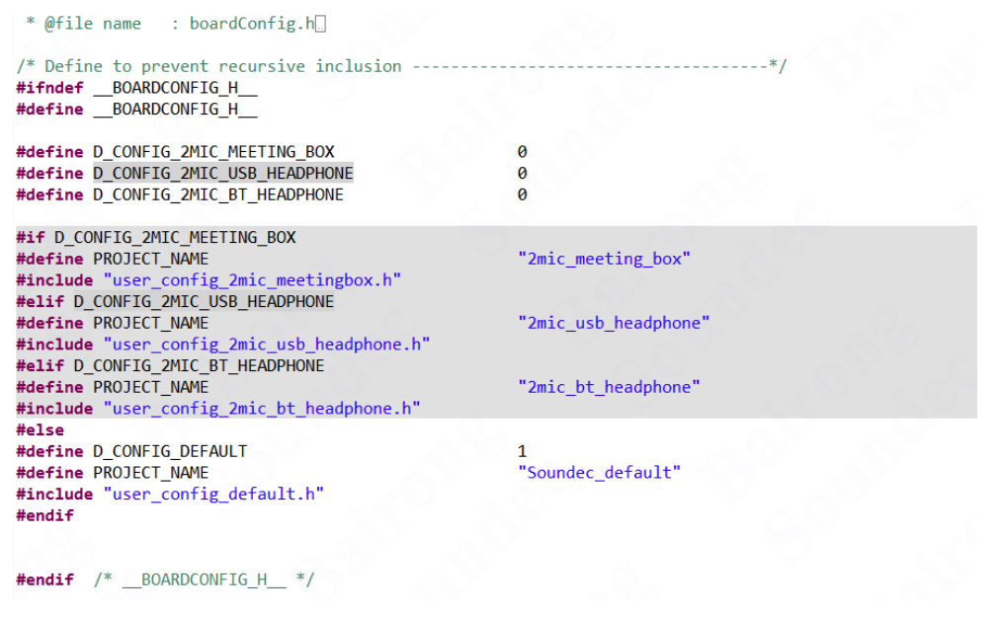 * @file name   : boardConfig.h
/* Define to prevent recursive inclusion -------------------------------------*/
#ifndef __BOARDCONFIG_H__
#define __BOARDCONFIG_H__
#define D_CONFIG_2MIC_MEETING_BOX 0
#define D_CONFIG_2MIC_USB_HEADPHONE 0
#define D_CONFIG_2MIC_BT_HEADPHONE 0
#if D_CONFIG_2MIC_MEETING_BOX
#define PROJECT_NAME "2mic_meeting_box"
#include "user_config_2mic_meetingbox.h"
#elif D_CONFIG_2MIC_USB_HEADPHONE
#define PROJECT_NAME "2mic_usb_headphone"
#include "user_config_2mic_usb_headphone.h"
#elif D_CONFIG_2MIC_BT_HEADPHONE
#define PROJECT_NAME "2mic_bt_headphone"
#include "user_config_2mic_bt_headphone.h"
#else
#define D_CONFIG_DEFAULT 1
#define PROJECT_NAME "Soundec_default"
#include "user_config_default.h"
#endif
#endif  /* __BOARDCONFIG_H__ */